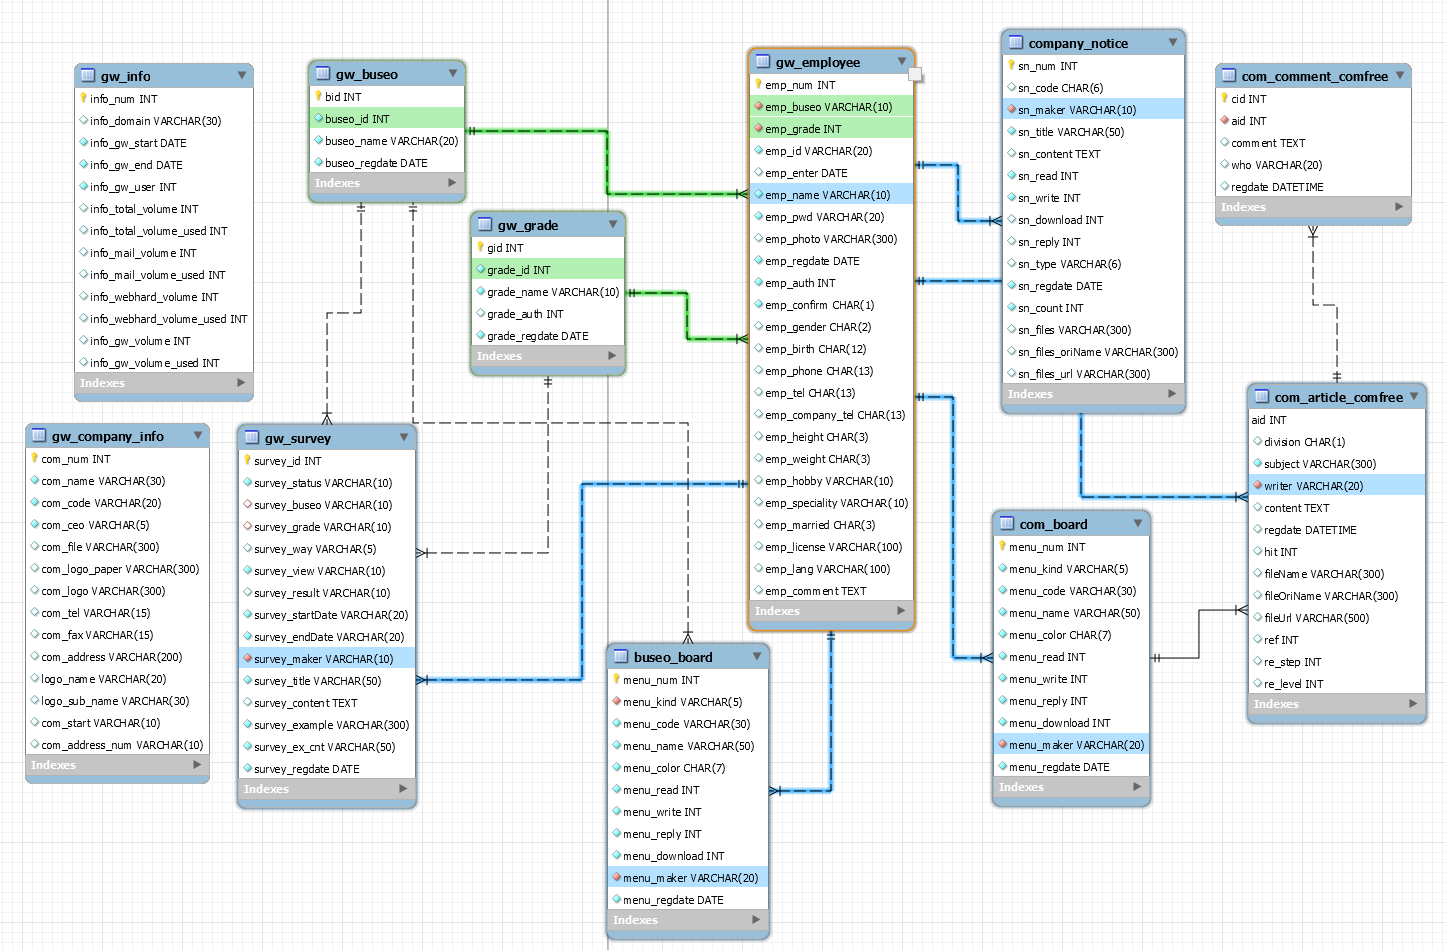 gw_info
info_num INT
info_domain VARCHAR(30)
info_gw_start DATE
info_gw_end DATE
info_gw_user INT
info_total_volume INT
info_total_volume_used INT
info_mail_volume INT
info_mail_volume_used INT
info_webhard_volume INT
info_webhard_volume_used INT
info_gw_volume INT
info_gw_volume_used INT
Indexes
gw_buseo
bid INT
buseo_id INT
buseo_name VARCHAR(20)
buseo_regdate DATE
Indexes
gw_grade
gid INT
grade_id INT
grade_name VARCHAR(10)
grade_auth INT
grade_regdate DATE
Indexes
gw_employee
emp_num INT
emp_buseo VARCHAR(10)
emp_grade INT
emp_id VARCHAR(20)
emp_enter DATE
emp_name VARCHAR(10)
emp_pwd VARCHAR(20)
emp_photo VARCHAR(300)
emp_regdate DATE
emp_auth INT
emp_confirm CHAR(1)
emp_gender CHAR(2)
emp_birth CHAR(12)
emp_phone CHAR(13)
emp_tel CHAR(13)
emp_company_tel CHAR(13)
emp_height CHAR(3)
emp_weight CHAR(3)
emp_hobby VARCHAR(10)
emp_speciality VARCHAR(10)
emp_married CHAR(3)
emp_license VARCHAR(100)
emp_lang VARCHAR(100)
emp_comment TEXT
Indexes
company_notice
sn_num INT
sn_code CHAR(6)
sn_maker VARCHAR(10)
sn_title VARCHAR(50)
sn_content TEXT
sn_read INT
sn_write INT
sn_download INT
sn_reply INT
sn_type VARCHAR(6)
sn_regdate DATE
sn_count INT
sn_files VARCHAR(300)
sn_files_oriName VARCHAR(300)
sn_files_url VARCHAR(300)
Indexes
com_comment_comfree
cid INT
aid INT
comment TEXT
who VARCHAR(20)
regdate DATETIME
Indexes
gw_company_info
com_num INT
com_name VARCHAR(30)
com_code VARCHAR(20)
com_ceo VARCHAR(5)
com_file VARCHAR(300)
com_logo_paper VARCHAR(300)
com_logo VARCHAR(300)
com_tel VARCHAR(15)
com_fax VARCHAR(15)
com_address VARCHAR(200)
logo_name VARCHAR(20)
logo_sub_name VARCHAR(30)
com_start VARCHAR(10)
com_address_num VARCHAR(10)
Indexes
gw_survey
survey_id INT
survey_status VARCHAR(10)
survey_buseo VARCHAR(10)
survey_grade VARCHAR(10)
survey_way VARCHAR(5)
survey_view VARCHAR(10)
survey_result VARCHAR(10)
survey_startDate VARCHAR(20)
survey_endDate VARCHAR(20)
survey_maker VARCHAR(10)
survey_title VARCHAR(50)
survey_content TEXT
survey_example VARCHAR(300)
survey_ex_cnt VARCHAR(50)
survey_regdate DATE
Indexes
buseo_board
menu_num INT
menu_kind VARCHAR(5)
menu_code VARCHAR(30)
menu_name VARCHAR(50)
menu_color CHAR(7)
menu_read INT
menu_write INT
menu_reply INT
menu_download INT
menu_maker VARCHAR(20)
menu_regdate DATE
Indexes
com_board
menu_num INT
menu_kind VARCHAR(5)
menu_code VARCHAR(30)
menu_name VARCHAR(50)
menu_color CHAR(7)
menu_read INT
menu_write INT
menu_reply INT
menu_download INT
menu_maker VARCHAR(20)
menu_regdate DATE
Indexes
com_article_comfree
aid INT
division CHAR(1)
subject VARCHAR(300)
writer VARCHAR(20)
content TEXT
regdate DATETIME
hit INT
fileName VARCHAR(300)
fileOriName VARCHAR(300)
fileUrl VARCHAR(500)
ref INT
re_step INT
re_level INT
Indexes